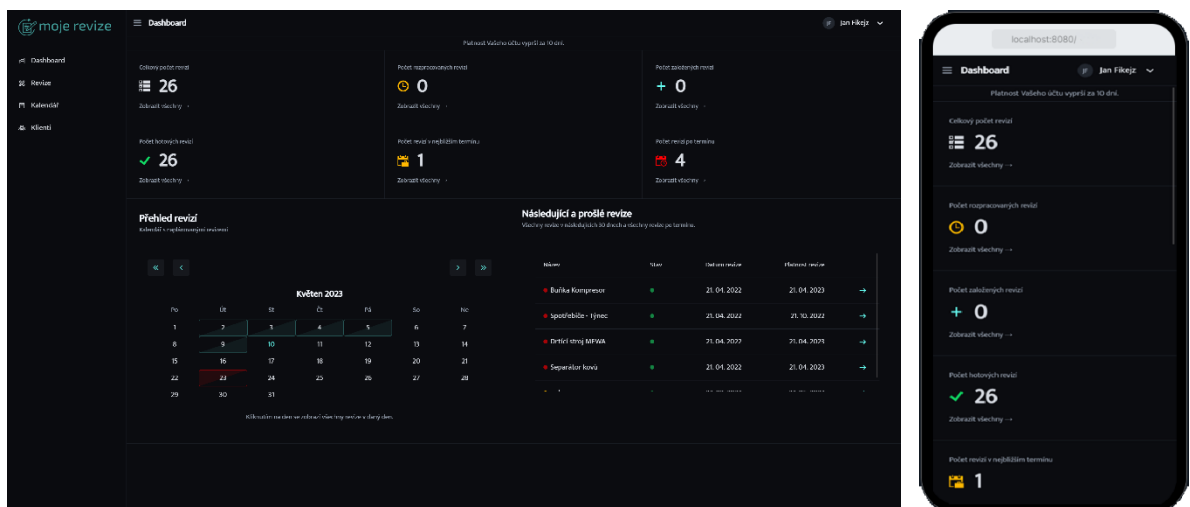 moje revize
Dashboard
Jan Fikejz
Platnost Vašeho účtu vyprší za 10 dní.
Dashboard
Revize
Kalendář
Klienti
Celkový počet revizí
26
Zobrazit všechny →
Počet rozpracovaných revizí
0
Zobrazit všechny →
Počet založených revizí
0
Zobrazit všechny →
Počet hotových revizí
26
Zobrazit všechny →
Počet revizí v nejbližším termínu
1
Zobrazit všechny →
Počet revizí po termínu
4
Zobrazit všechny →
Přehled revizí
Kalendář s naplánovanými revizemi
« ‹ › »
Květen 2023
Po Út St Čt Pá So Ne
1 2 3 4 5 6 7
8 9 10 11 12 13 14
15 16 17 18 19 20 21
22 23 24 25 26 27 28
29 30 31
Kliknutím na den se zobrazí všechny revize v daný den.
Následující a prošlé revize
Všechny revize v následujících 30 dnech a všechny revize po termínu.
Název Stav Datum revize Platnost revize
Buňka Kompresor 21. 04. 2022 21. 04. 2023 →
Spotřebiče - Týnec 21. 04. 2022 21. 10. 2022 →
Drtící stroj MEWA 21. 04. 2022 21. 04. 2023 →
Separátor kovů 21. 04. 2022 21. 04. 2023 →
localhost:8080/
Dashboard
JF
Jan Fikejz
Platnost Vašeho účtu vyprší za 10 dní.
Celkový počet revizí
26
Zobrazit všechny →
Počet rozpracovaných revizí
0
Zobrazit všechny →
Počet založených revizí
0
Zobrazit všechny →
Počet hotových revizí
26
Zobrazit všechny →
Počet revizí v nejbližším termínu
1